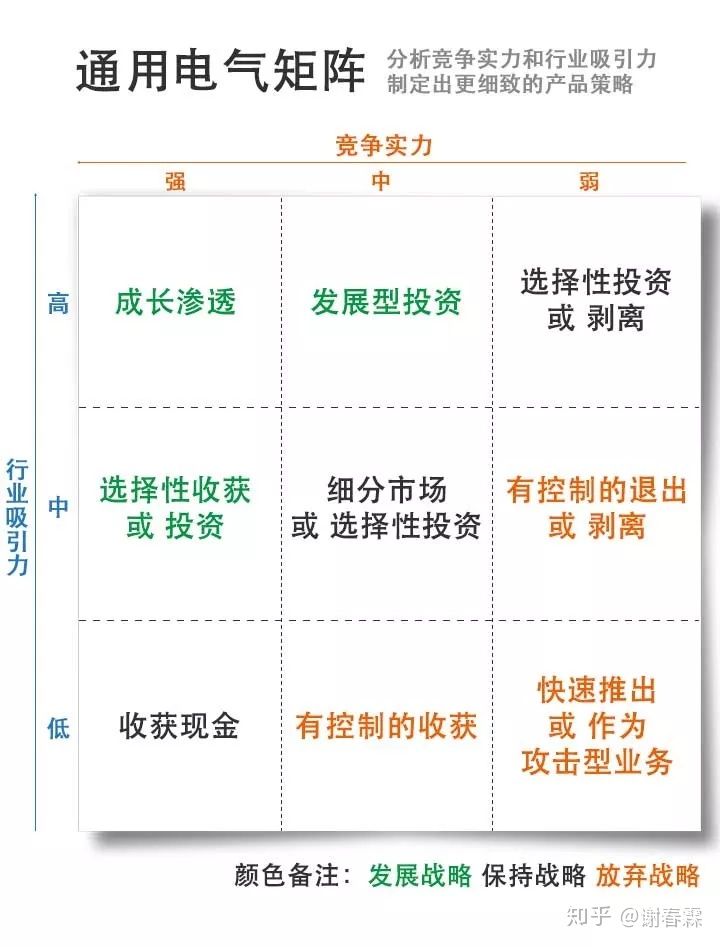 通用电气矩阵
分析竞争实力和行业吸引力
制定出更细致的产品策略
竞争实力
强 中 弱
行业吸引力
高
成长渗透
发展型投资
选择性投资
或 剥离
中
选择性收获
或 投资
细分市场
或 选择性投资
有控制的退出
或 剥离
低
收获现金
有控制的收获
快速推出
或 作为
攻击型业务
颜色备注：发展战略 保持战略 放弃战略
知乎 @谢春霖